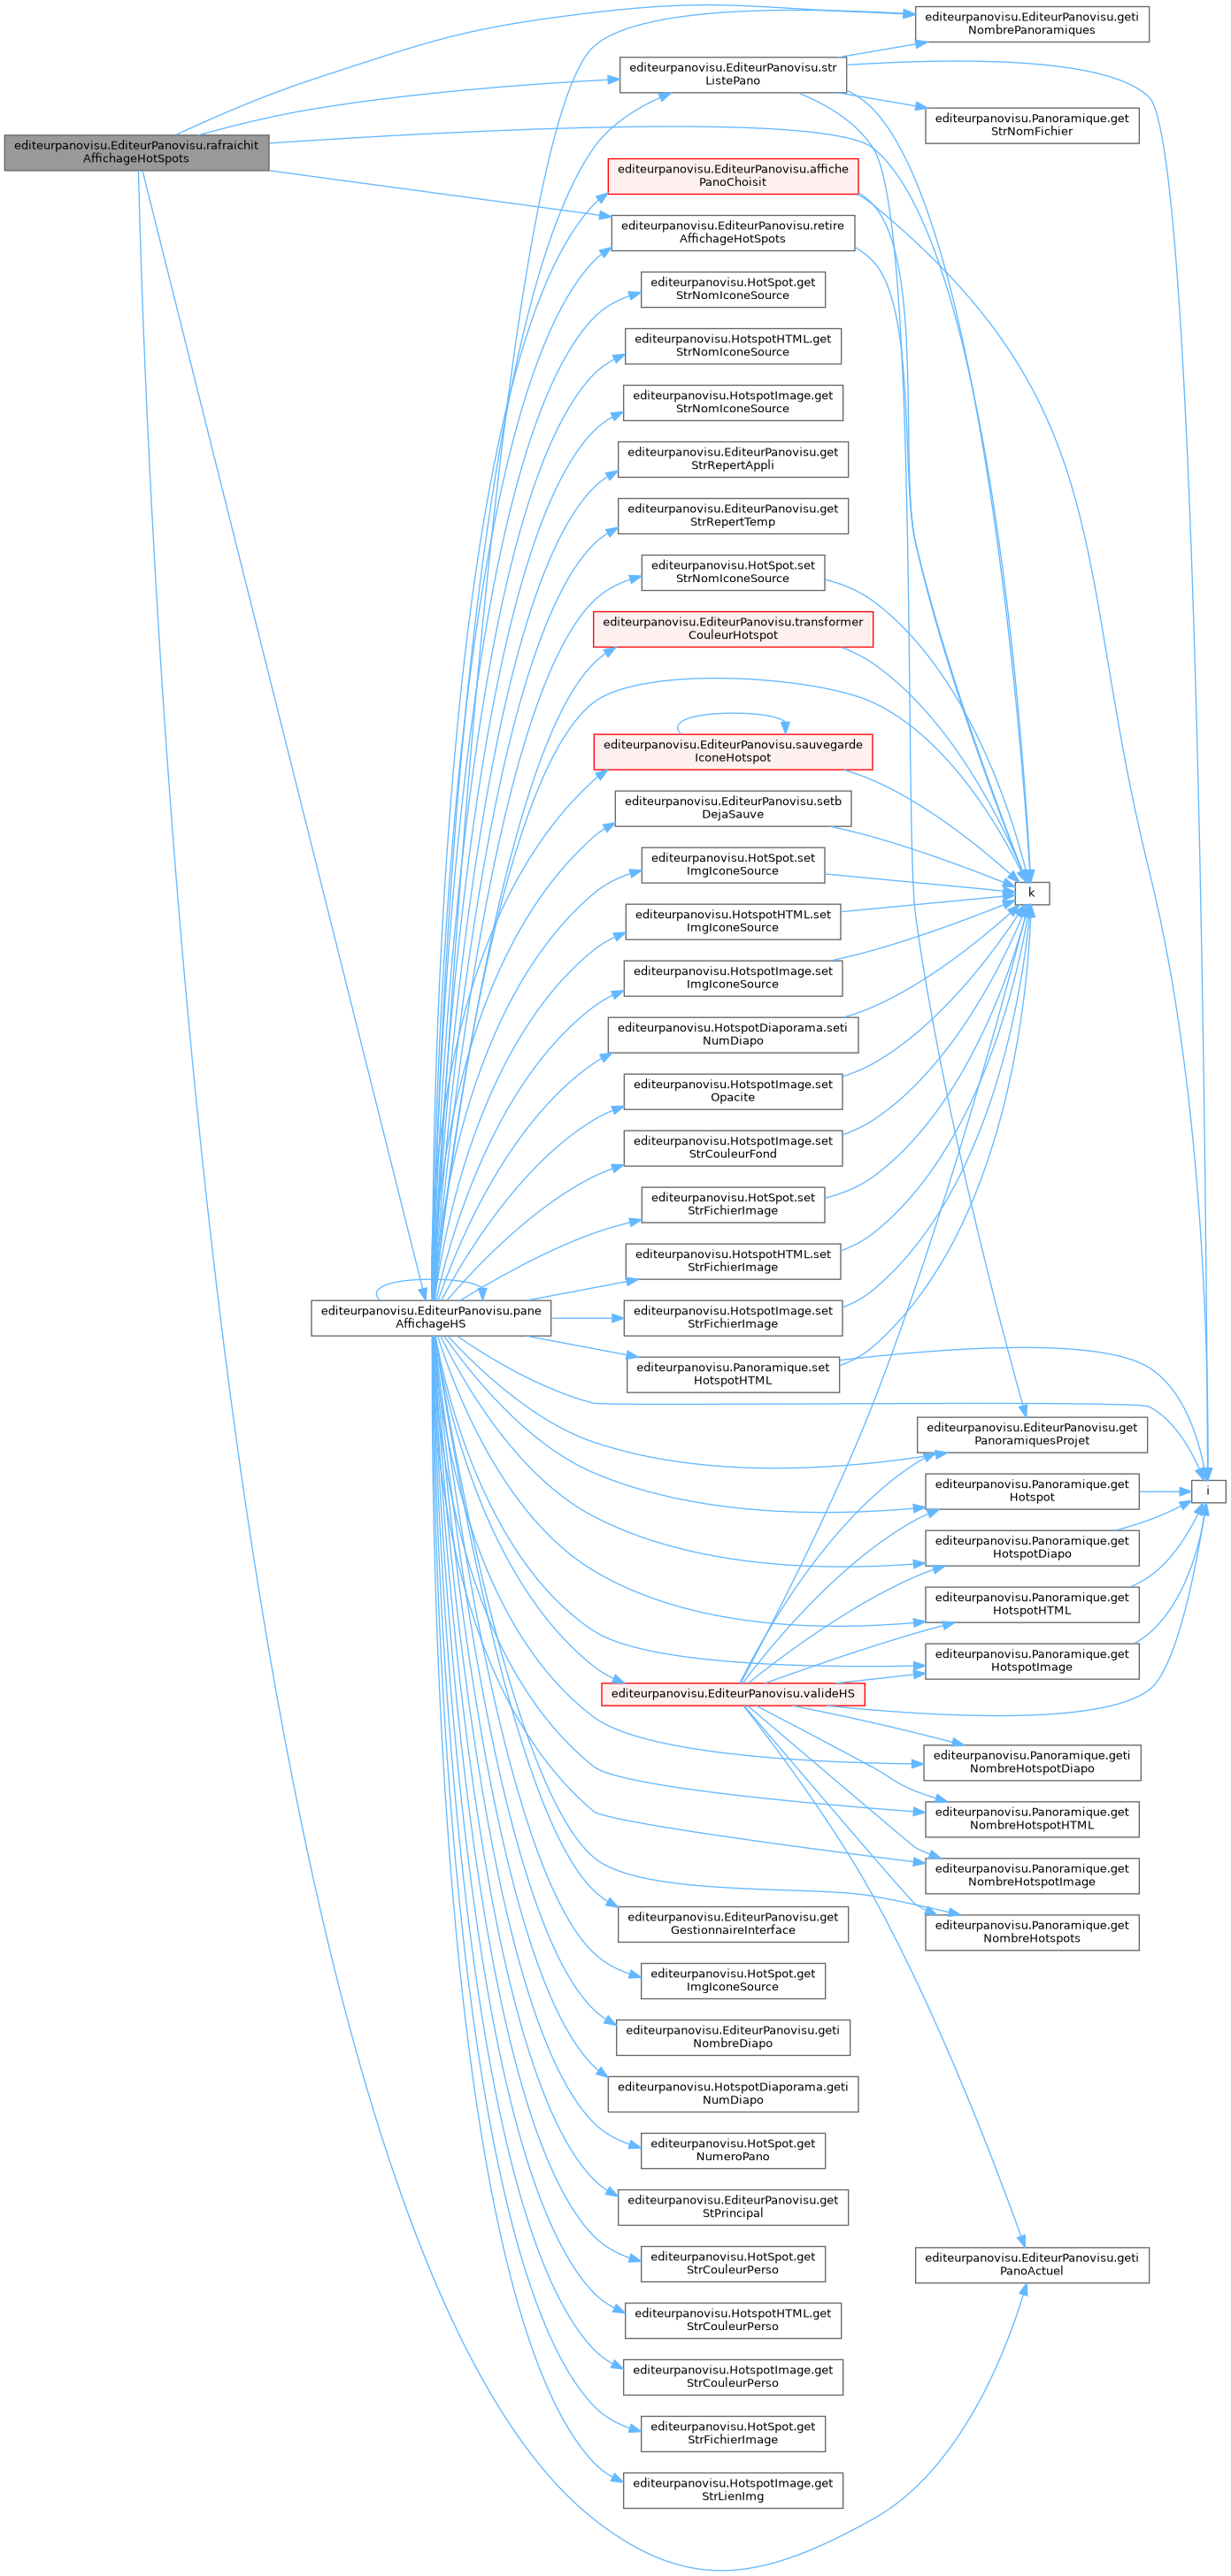 editeurpanovisu.EditeurPanovisu.rafraichit
AffichageHotSpots
editeurpanovisu.EditeurPanovisu.pane
AffichageHS
editeurpanovisu.EditeurPanovisu.str
ListePano
editeurpanovisu.EditeurPanovisu.affiche
PanoChoisit
editeurpanovisu.EditeurPanovisu.retire
AffichageHotSpots
editeurpanovisu.HotSpot.get
StrNomIconeSource
editeurpanovisu.HotspotHTML.get
StrNomIconeSource
editeurpanovisu.HotspotImage.get
StrNomIconeSource
editeurpanovisu.EditeurPanovisu.get
StrRepertAppli
editeurpanovisu.EditeurPanovisu.get
StrRepertTemp
editeurpanovisu.HotSpot.set
StrNomIconeSource
editeurpanovisu.EditeurPanovisu.transformer
CouleurHotspot
editeurpanovisu.EditeurPanovisu.sauvegarde
IconeHotspot
editeurpanovisu.EditeurPanovisu.setb
DejaSauve
editeurpanovisu.HotSpot.set
ImgIconeSource
editeurpanovisu.HotspotHTML.set
ImgIconeSource
editeurpanovisu.HotspotImage.set
ImgIconeSource
editeurpanovisu.HotspotDiaporama.seti
NumDiapo
editeurpanovisu.HotspotImage.set
Opacite
editeurpanovisu.HotspotImage.set
StrCouleurFond
editeurpanovisu.HotSpot.set
StrFichierImage
editeurpanovisu.HotspotHTML.set
StrFichierImage
editeurpanovisu.HotspotImage.set
StrFichierImage
editeurpanovisu.Panoramique.set
HotspotHTML
editeurpanovisu.EditeurPanovisu.valideHS
editeurpanovisu.EditeurPanovisu.get
GestionnaireInterface
editeurpanovisu.HotSpot.get
ImgIconeSource
editeurpanovisu.EditeurPanovisu.geti
NombreDiapo
editeurpanovisu.HotspotDiaporama.geti
NumDiapo
editeurpanovisu.HotSpot.get
NumeroPano
editeurpanovisu.EditeurPanovisu.get
StPrincipal
editeurpanovisu.HotSpot.get
StrCouleurPerso
editeurpanovisu.HotspotHTML.get
StrCouleurPerso
editeurpanovisu.HotspotImage.get
StrCouleurPerso
editeurpanovisu.HotSpot.get
StrFichierImage
editeurpanovisu.HotspotImage.get
StrLienImg
editeurpanovisu.EditeurPanovisu.geti
NombrePanoramiques
editeurpanovisu.Panoramique.get
StrNomFichier
k
editeurpanovisu.EditeurPanovisu.get
PanoramiquesProjet
editeurpanovisu.Panoramique.get
Hotspot
editeurpanovisu.Panoramique.get
HotspotDiapo
editeurpanovisu.Panoramique.get
HotspotHTML
editeurpanovisu.Panoramique.get
HotspotImage
editeurpanovisu.Panoramique.geti
NombreHotspotDiapo
editeurpanovisu.Panoramique.get
NombreHotspotHTML
editeurpanovisu.Panoramique.get
NombreHotspotImage
editeurpanovisu.Panoramique.get
NombreHotspots
editeurpanovisu.EditeurPanovisu.geti
PanoActuel
i